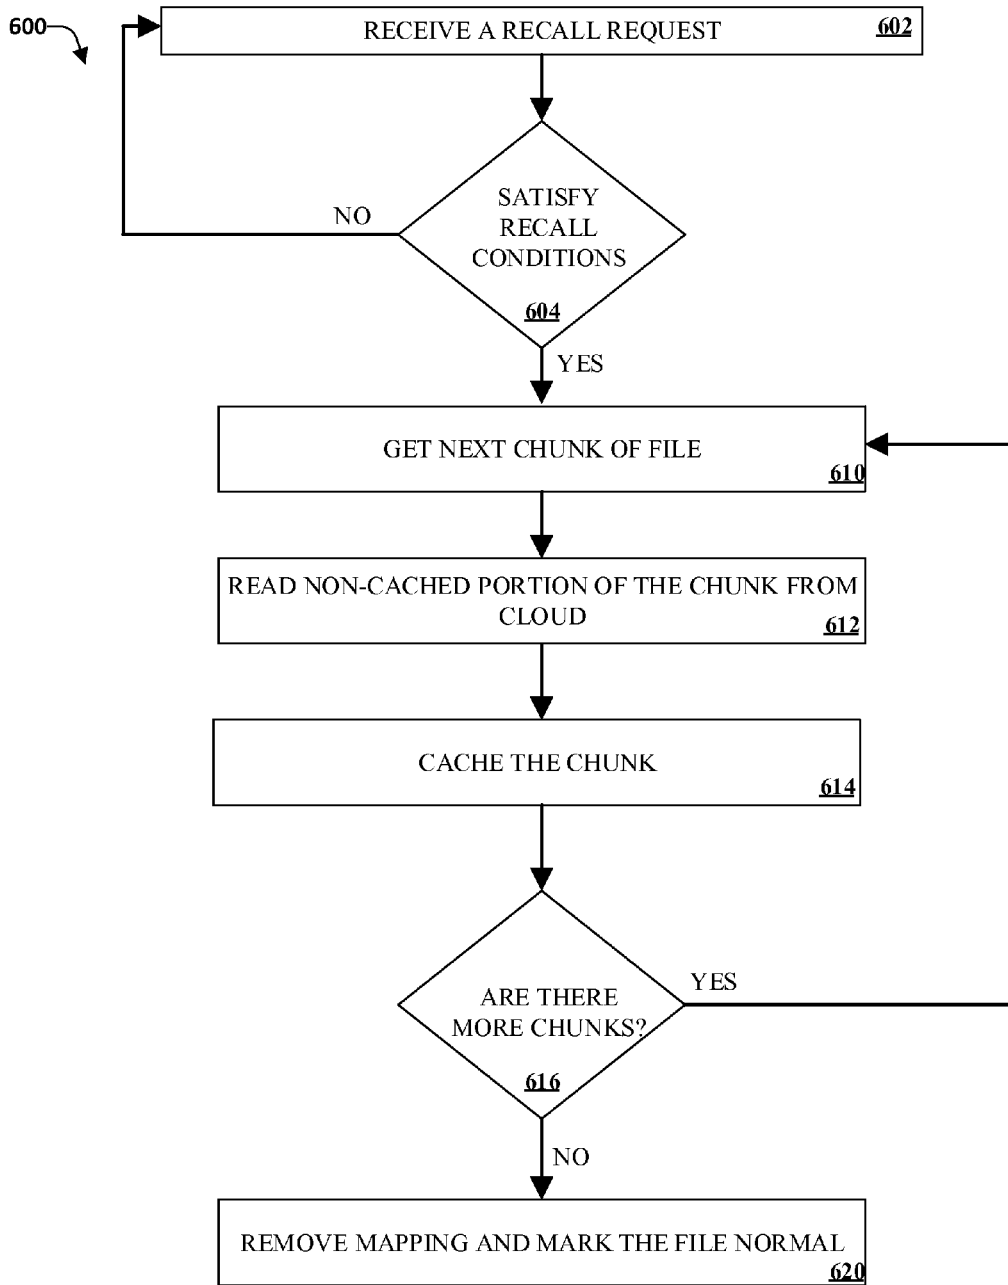 600
RECEIVE A RECALL REQUEST
602
NO
SATISFY
RECALL
CONDITIONS
604
YES
GET NEXT CHUNK OF FILE
610
READ NON-CACHED PORTION OF THE CHUNK FROM
CLOUD
612
CACHE THE CHUNK
614
YES
ARE THERE
MORE CHUNKS?
616
NO
REMOVE MAPPING AND MARK THE FILE NORMAL
620